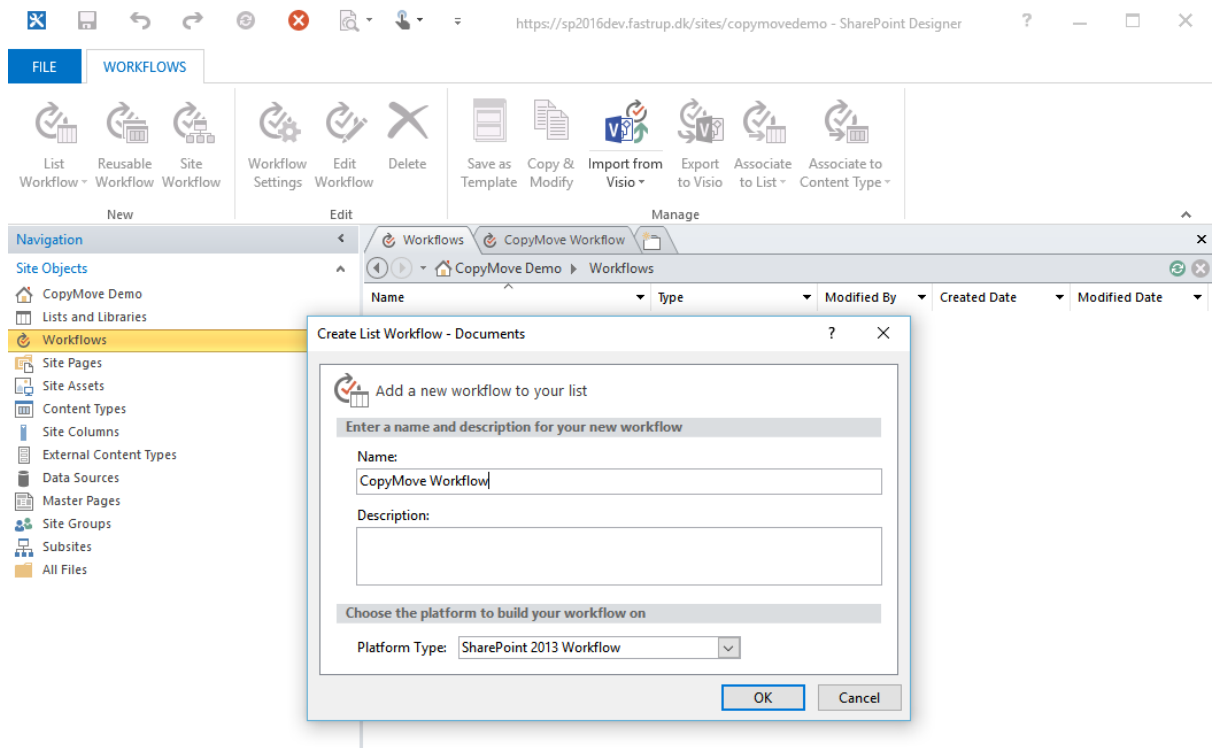 https://sp2016dev.fastrup.dk/sites/copymovedemo - SharePoint Designer
FILE
WORKFLOWS
List Workflow
Reusable Workflow
Site Workflow
New
Workflow Settings
Edit Workflow
Delete
Edit
Save as Template
Copy & Modify
Import from Visio
Export to Visio
Associate to List
Associate to Content Type
Manage
Navigation
Site Objects
CopyMove Demo
Lists and Libraries
Workflows
Site Pages
Site Assets
Content Types
Site Columns
External Content Types
Data Sources
Master Pages
Site Groups
Subsites
All Files
Workflows
CopyMove Workflow
CopyMove Demo
Workflows
Name
Type
Modified By
Created Date
Modified Date
Create List Workflow - Documents
?
Add a new workflow to your list
Enter a name and description for your new workflow
Name:
CopyMove Workflow
Description:
Choose the platform to build your workflow on
Platform Type:
SharePoint 2013 Workflow
OK
Cancel